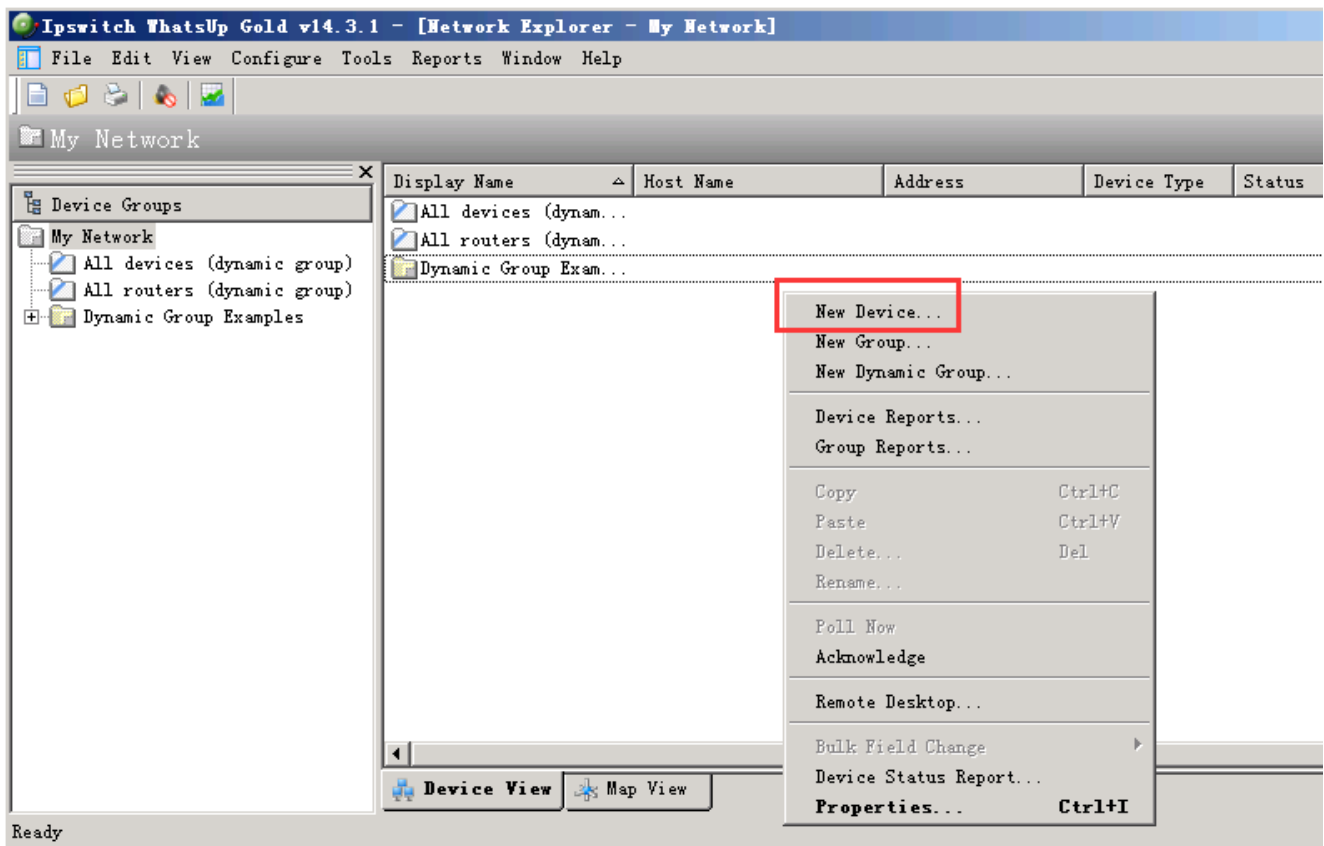 Ipswitch WhatsUp Gold v14.3.1 - [Network Explorer - My Network]
File Edit View Configure Tools Reports Window Help
My Network
Device Groups
My Network
All devices (dynamic group)
All routers (dynamic group)
Dynamic Group Examples
Display Name Host Name Address Device Type Status
All devices (dynam...
All routers (dynam...
Dynamic Group Exam...
New Device...
New Group...
New Dynamic Group...
Device Reports...
Group Reports...
Copy Ctrl+C
Paste Ctrl+V
Delete... Del
Rename...
Poll Now
Acknowledge
Remote Desktop...
Bulk Field Change
Device Status Report...
Properties... Ctrl+I
Device View Map View
Ready